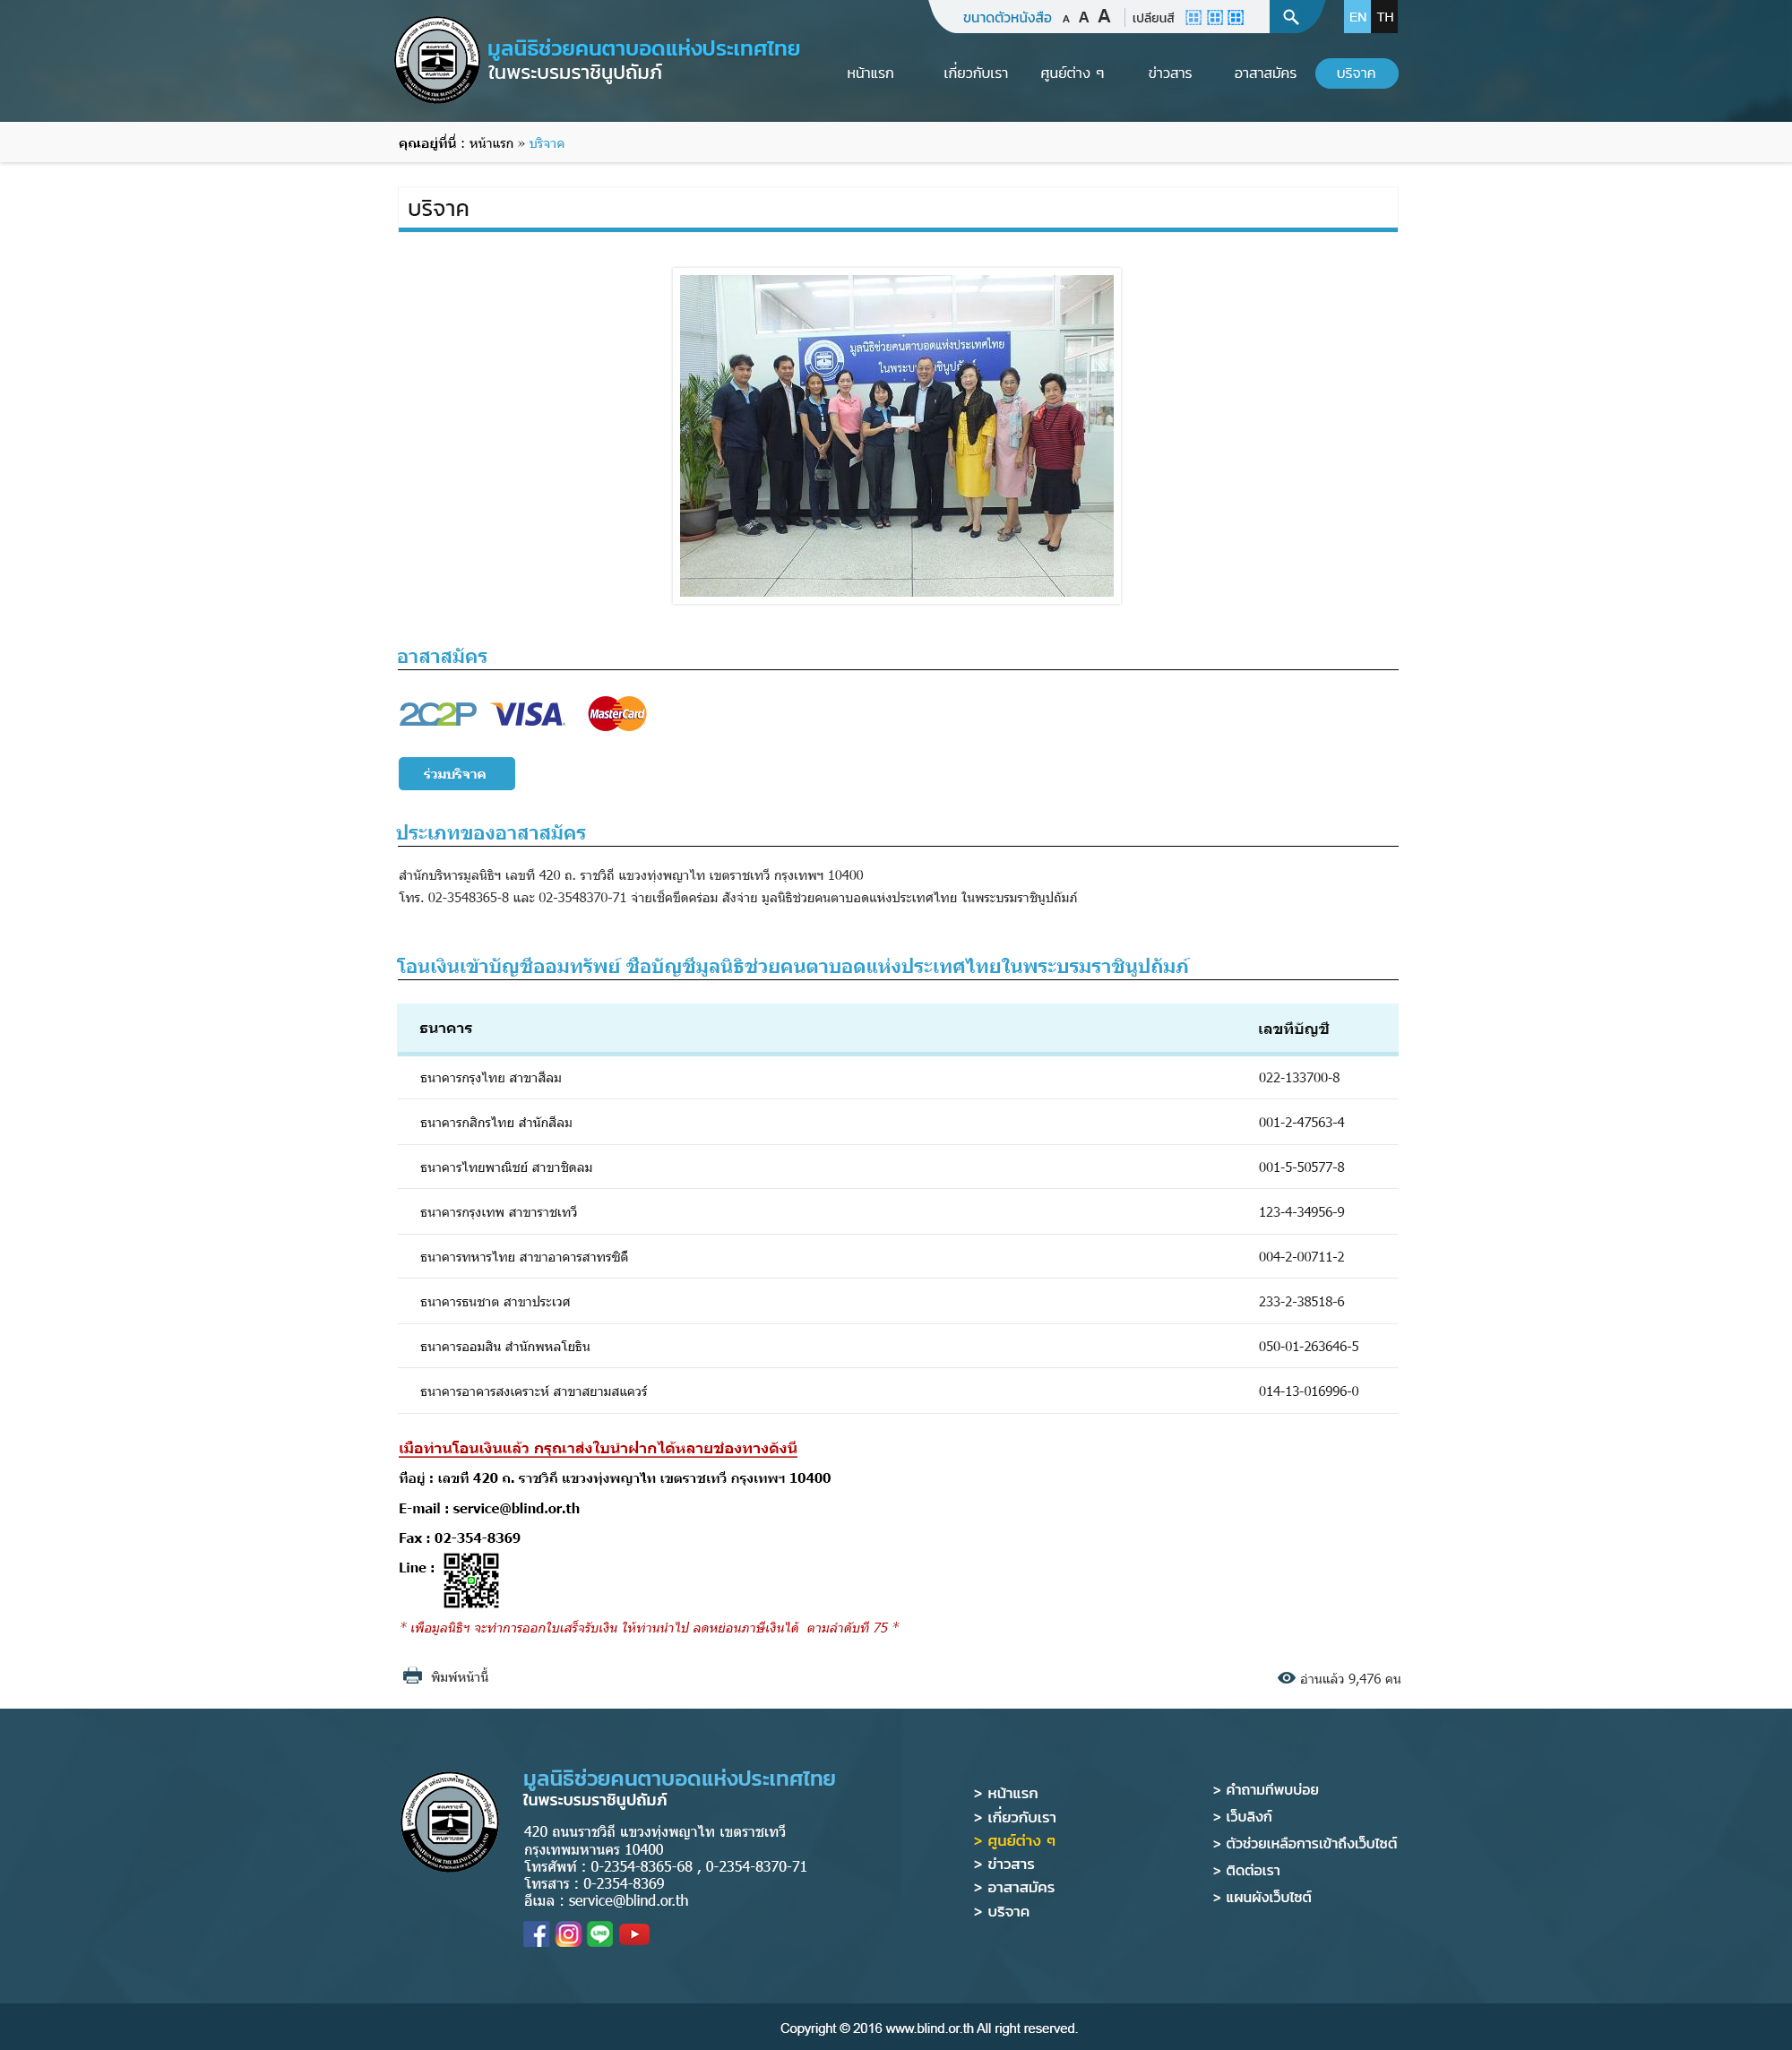 ขนาดตัวหนังสือ A A A เปลี่ยนสี EN TH
มูลนิธิช่วยคนตาบอดแห่งประเทศไทย
ในพระบรมราชินูปถัมภ์
หน้าแรก เกี่ยวกับเรา ศูนย์ต่าง ๆ ข่าวสาร อาสาสมัคร บริจาค
คุณอยู่ที่นี่ : หน้าแรก » บริจาค
บริจาค
มูลนิธิช่วยคนตาบอดแห่งประเทศไทย
อาสาสมัคร
2C2P VISA MasterCard
ร่วมบริจาค
ประเภทของอาสาสมัคร
สำนักบริหารมูลนิธิฯ เลขที่ 420 ถ. ราชวิถี แขวงทุ่งพญาไท เขตราชเทวี กรุงเทพฯ 10400
โทร. 02-3548365-8 และ 02-3548370-71 จ่ายเช็คขีดคร่อม สั่งจ่าย มูลนิธิช่วยคนตาบอดแห่งประเทศไทย ในพระบรมราชินูปถัมภ์
โอนเงินเข้าบัญชีออมทรัพย์ ชื่อบัญชีมูลนิธิช่วยคนตาบอดแห่งประเทศไทยในพระบรมราชินูปถัมภ์
ธนาคาร เลขที่บัญชี
ธนาคารกรุงไทย สาขาสีลม 022-133700-8
ธนาคารกสิกรไทย สำนักสีลม 001-2-47563-4
ธนาคารไทยพาณิชย์ สาขาชิดลม 001-5-50577-8
ธนาคารกรุงเทพ สาขาราชเทวี 123-4-34956-9
ธนาคารทหารไทย สาขาอาคารสาทรซิตี้ 004-2-00711-2
ธนาคารธนชาต สาขาประเวศ 233-2-38518-6
ธนาคารออมสิน สำนักพหลโยธิน 050-01-263646-5
ธนาคารอาคารสงเคราะห์ สาขาสยามสแควร์ 014-13-016996-0
เมื่อท่านโอนเงินแล้ว กรุณาส่งใบนำฝากได้หลายช่องทางดังนี้
ที่อยู่ : เลขที่ 420 ถ. ราชวิถี แขวงทุ่งพญาไท เขตราชเทวี กรุงเทพฯ 10400
E-mail : service@blind.or.th
Fax : 02-354-8369
Line :
* เพื่อมูลนิธิฯ จะทำการออกใบเสร็จรับเงิน ให้ท่านนำไป ลดหย่อนภาษีเงินได้ ตามลำดับที่ 75 *
พิมพ์หน้านี้ อ่านแล้ว 9,476 คน
มูลนิธิช่วยคนตาบอดแห่งประเทศไทย
ในพระบรมราชินูปถัมภ์
420 ถนนราชวิถี แขวงทุ่งพญาไท เขตราชเทวี
กรุงเทพมหานคร 10400
โทรศัพท์ : 0-2354-8365-68 , 0-2354-8370-71
โทรสาร : 0-2354-8369
อีเมล : service@blind.or.th
> หน้าแรก
> เกี่ยวกับเรา
> ศูนย์ต่าง ๆ
> ข่าวสาร
> อาสาสมัคร
> บริจาค
> คำถามที่พบบ่อย
> เว็บลิงก์
> ตัวช่วยเหลือการเข้าถึงเว็บไซต์
> ติดต่อเรา
> แผนผังเว็บไซต์
Copyright © 2016 www.blind.or.th All right reserved.